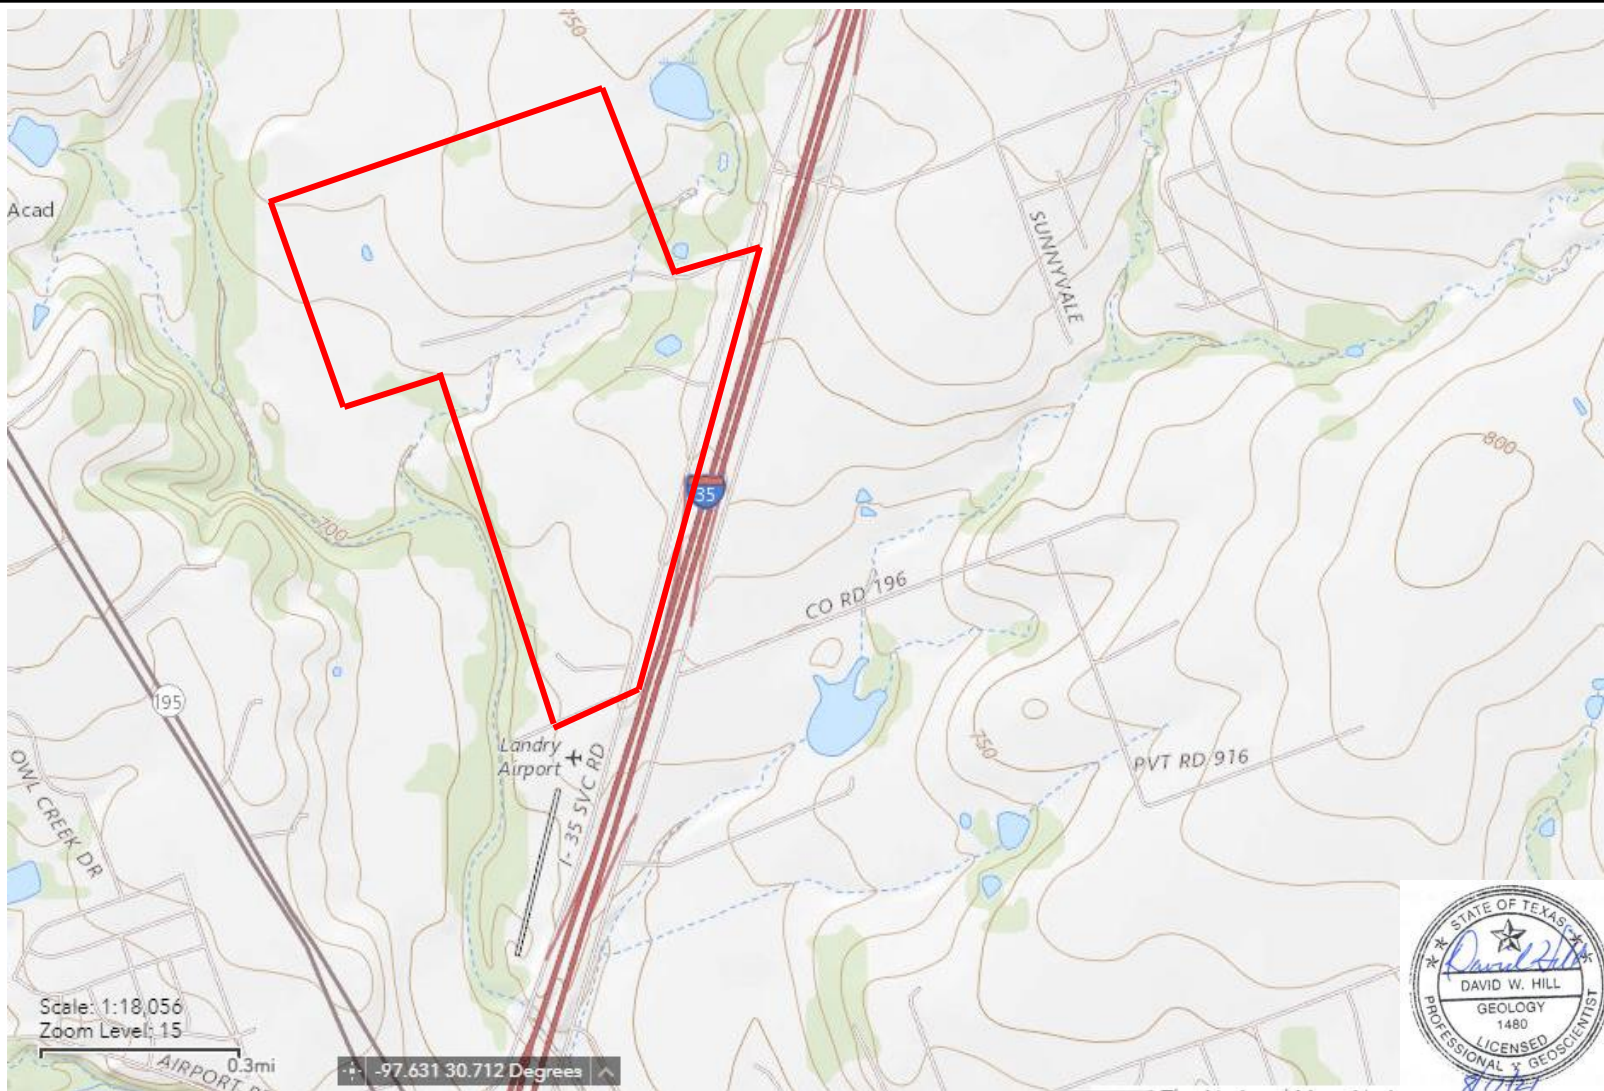 750
Acad
SUNNYVALE
800
35
700
CO RD 196
195
Landry
Airport
I- 35 SVC RD
750
PVT RD 916
OWL CREEK DR
STATE OF TEXAS
David Hill
DAVID W. HILL
GEOLOGY
1480
LICENSED
PROFESSIONAL GEOSCIENTIST
Scale: 1:18,056
Zoom Level: 15
0.3mi
AIRPORT
-97.631 30.712 Degrees